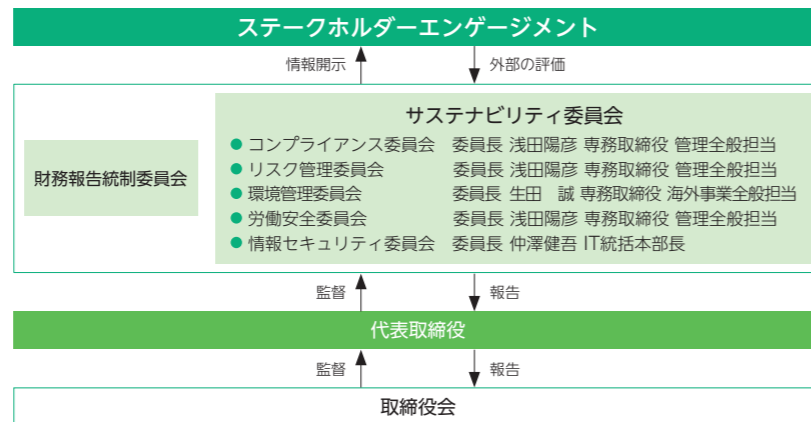 ステークホルダーエンゲージメント
情報開示
外部の評価
財務報告統制委員会
サステナビリティ委員会
● コンプライアンス委員会 委員長 浅田陽彦 専務取締役 管理全般担当
● リスク管理委員会 委員長 浅田陽彦 専務取締役 管理全般担当
● 環境管理委員会 委員長 生田　誠 専務取締役 海外事業全般担当
● 労働安全委員会 委員長 浅田陽彦 専務取締役 管理全般担当
● 情報セキュリティ委員会 委員長 仲澤健吾 IT統括本部長
監督
報告
代表取締役
監督
報告
取締役会